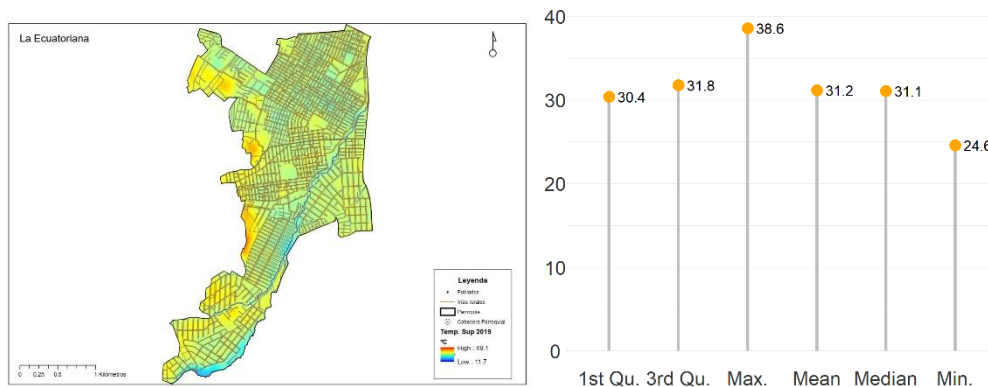 La Ecuatoriana
Leyenda
Poblados
Vías rurales
Parroquia
Cabecera Parroquial
Temp. Sup 2019
°C
High : 49.1
Low : 11.7
0 0.25 0.5 1 Kilómetros
40
30
20
10
0
30.4
31.8
38.6
31.2
31.1
24.6
1st Qu. 3rd Qu. Max. Mean Median Min.